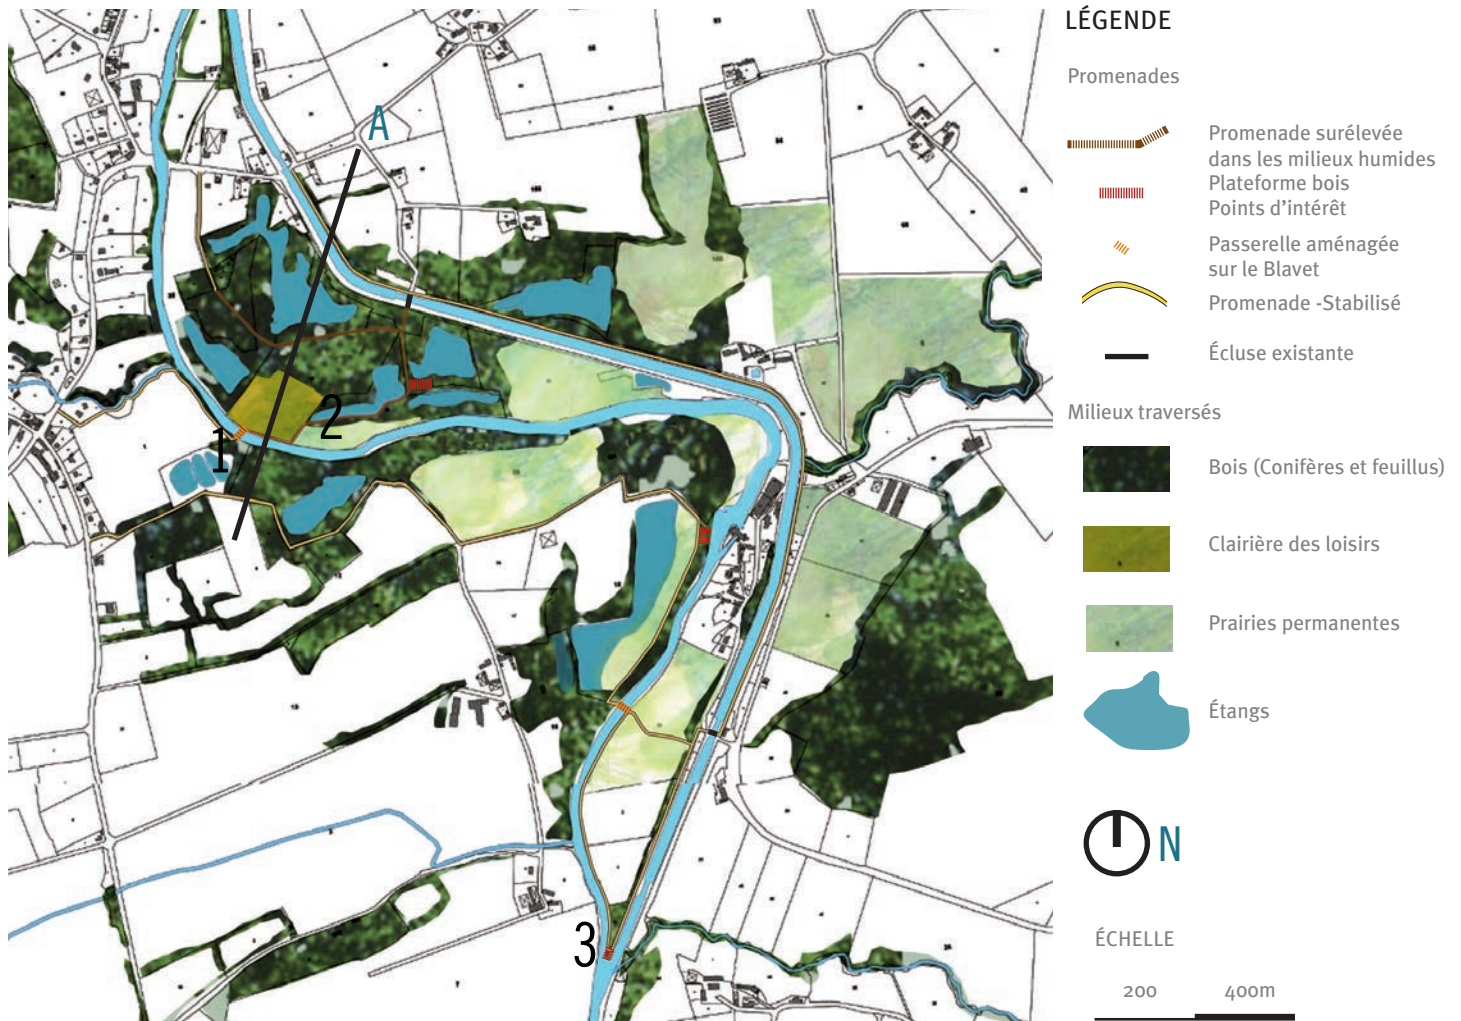 A
1
2
3
LÉGENDE
Promenades
Promenade surélevée
dans les milieux humides
Plateforme bois
Points d'intérêt
Passerelle aménagée
sur le Blavet
Promenade -Stabilisé
Écluse existante
Milieux traversés
Bois (Conifères et feuillus)
Clairière des loisirs
Prairies permanentes
Étangs
N
ÉCHELLE
200 400m